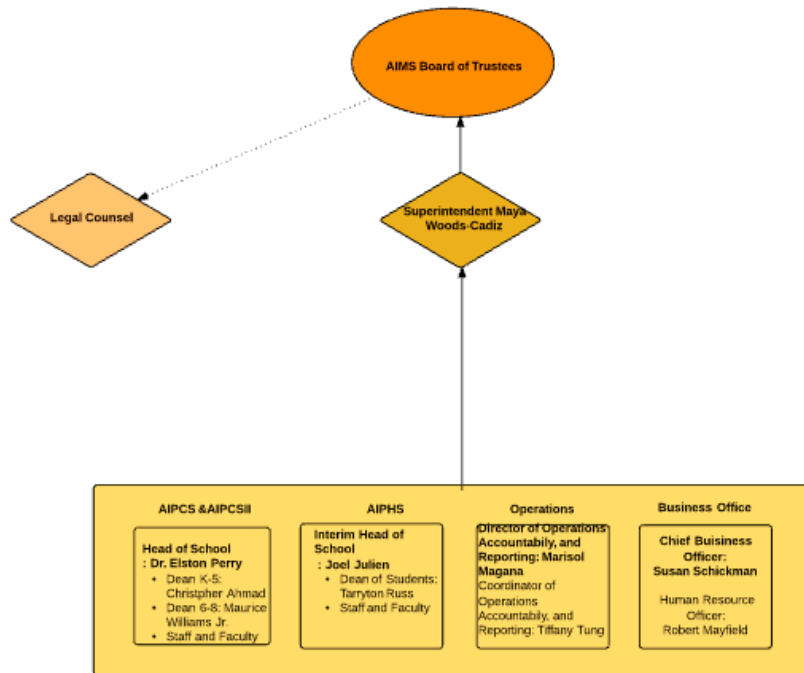 AIMS Board of Trustees
Legal Counsel
Superintendent Maya
Woods-Cadiz
AIPCS &AIPCSII
Head of School
: Dr. Elston Perry
• Dean K-5:
Christpher Ahmad
• Dean 6-8: Maurice
Williams Jr.
• Staff and Faculty
AIPHS
Interim Head of
School
: Joel Julien
• Dean of Students:
Tarryton Russ
• Staff and Faculty
Operations
Director of Operations
Accountabily, and
Reporting: Marisol
Magana
Coordinator of
Operations
Accountabily, and
Reporting: Tiffany Tung
Business Office
Chief Buisiness
Officer:
Susan Schickman
Human Resource
Officer:
Robert Mayfield